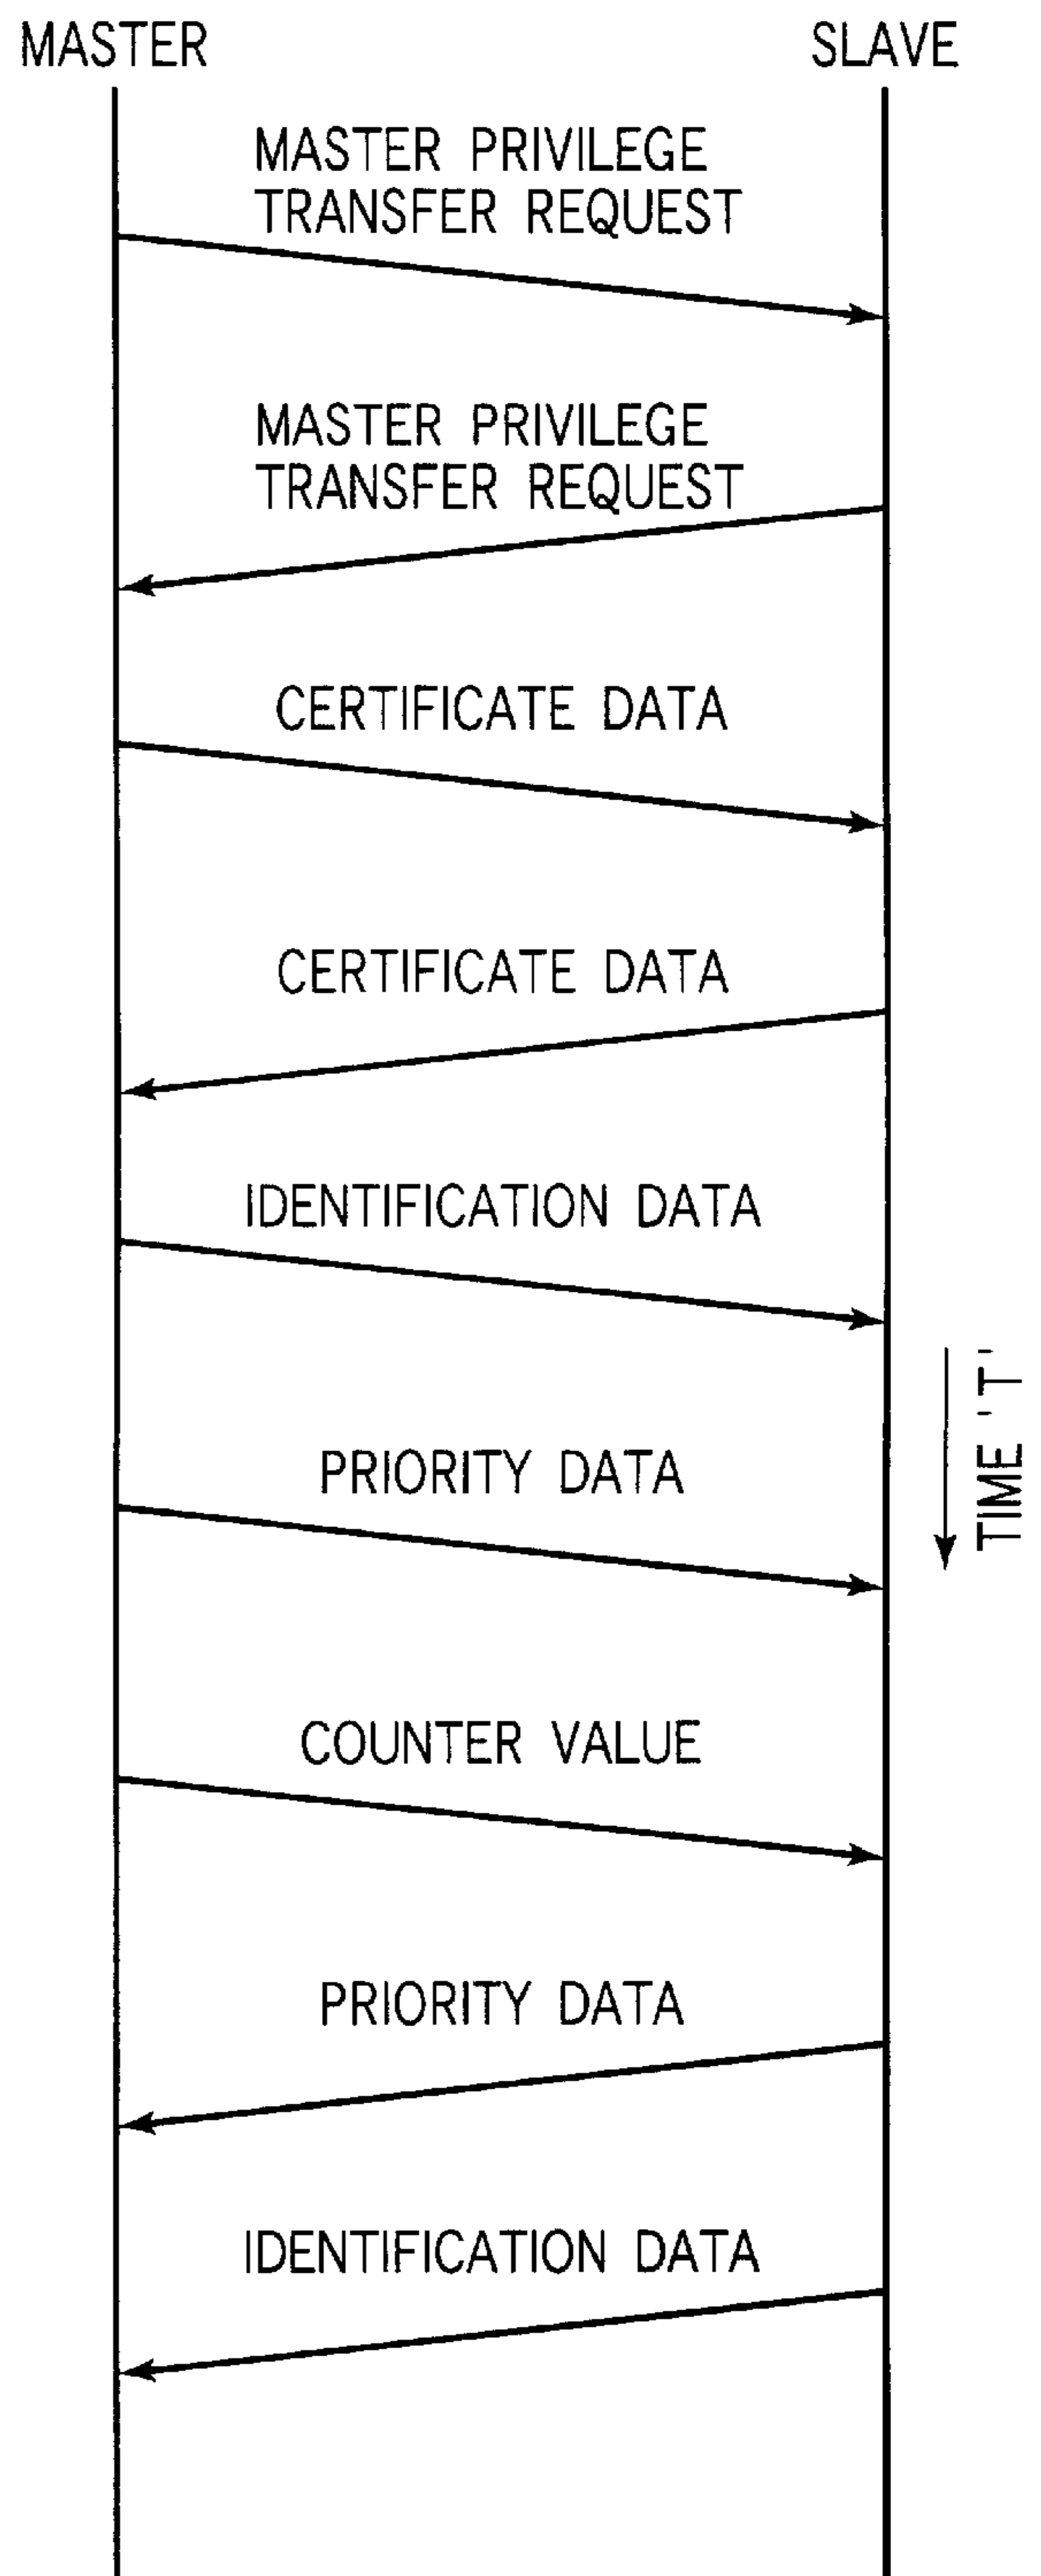 MASTER
SLAVE
MASTER PRIVILEGE
TRANSFER REQUEST
MASTER PRIVILEGE
TRANSFER REQUEST
CERTIFICATE DATA
CERTIFICATE DATA
IDENTIFICATION DATA
TIME 'T'
PRIORITY DATA
COUNTER VALUE
PRIORITY DATA
IDENTIFICATION DATA